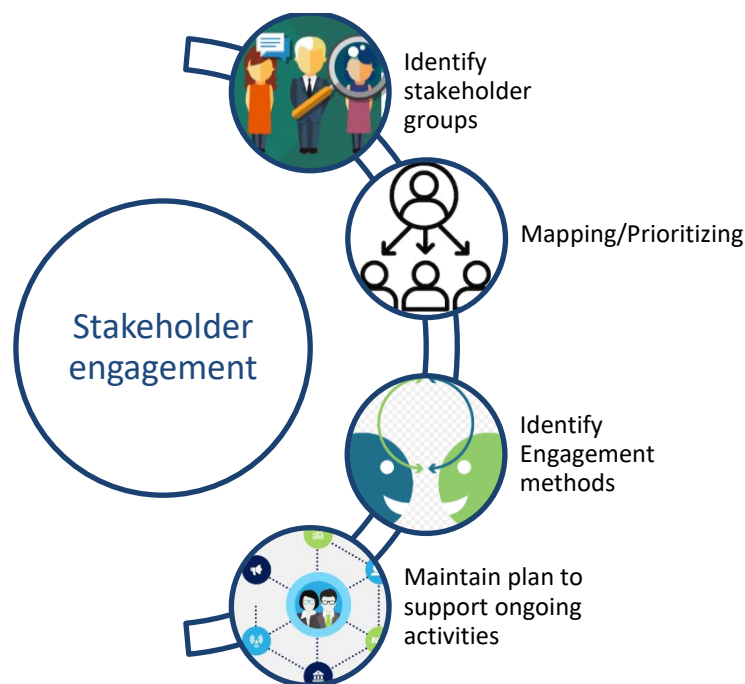 Identify
stakeholder
groups
Mapping/Prioritizing
Stakeholder
engagement
Identify
Engagement
methods
Maintain plan to
support ongoing
activities